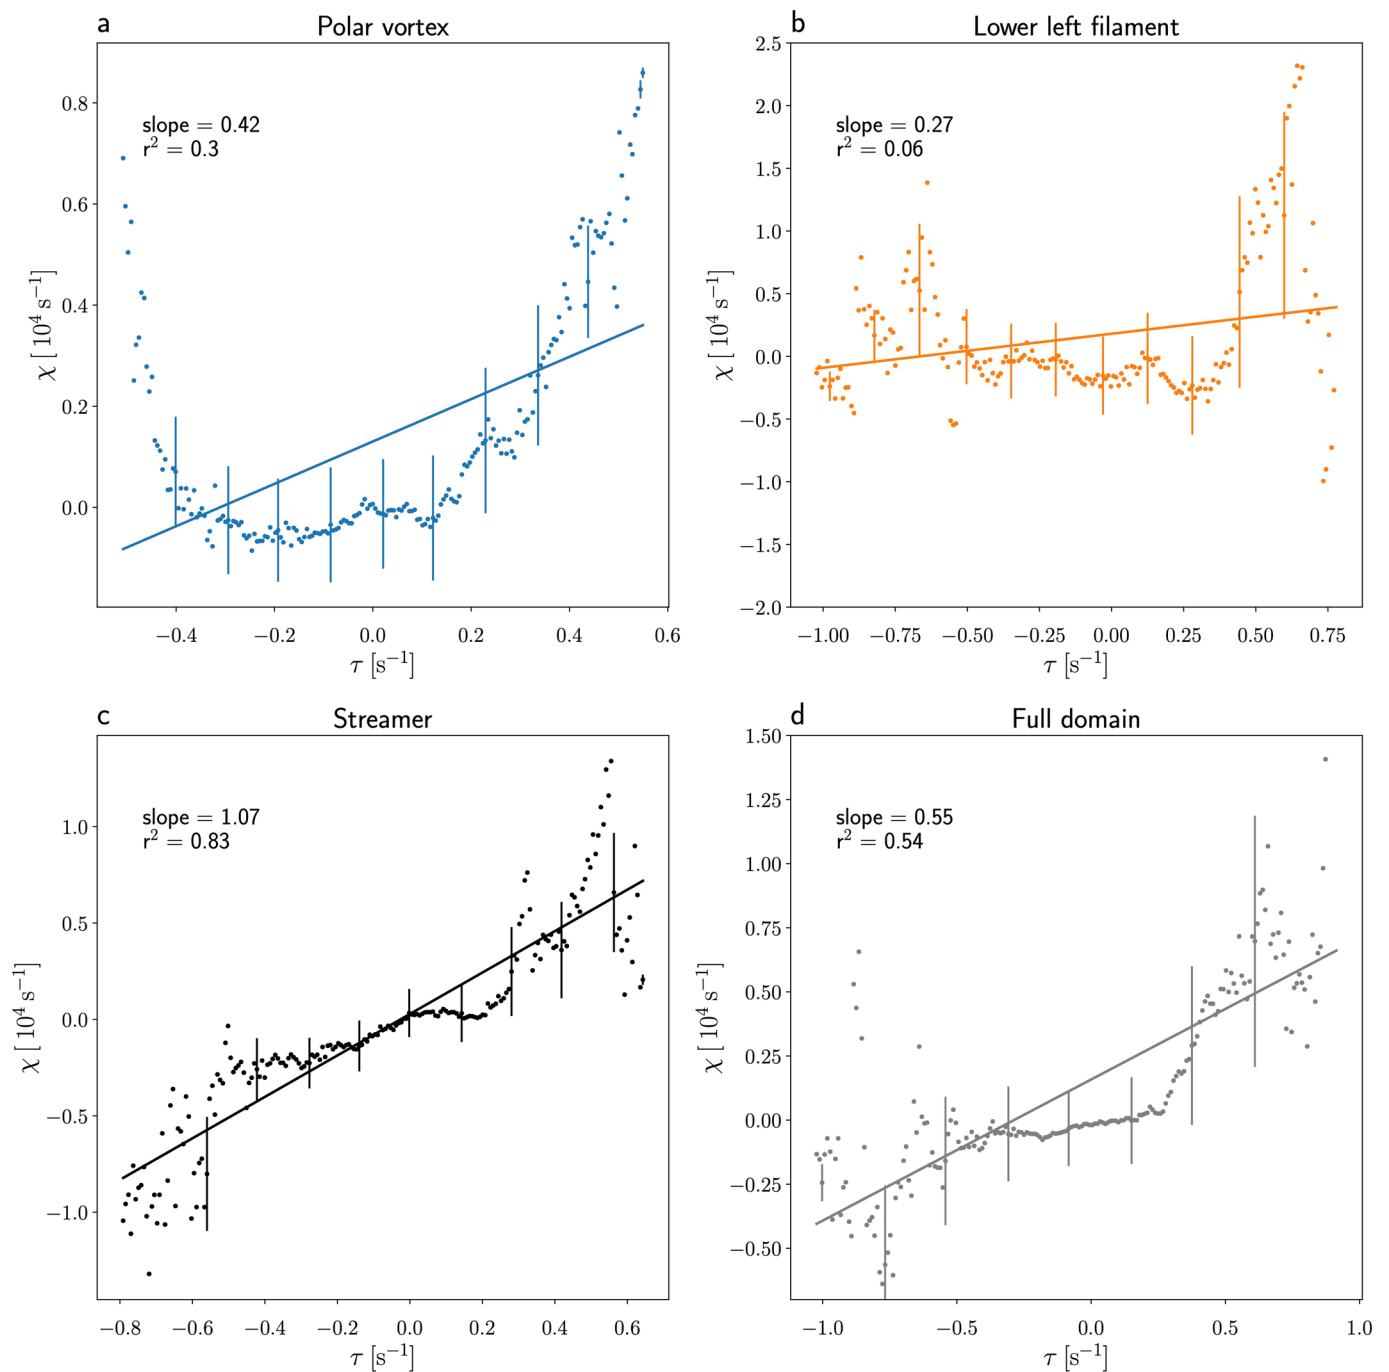 a
Polar vortex
slope = 0.42
r² = 0.3
0.8
0.6
0.4
0.2
0.0
χ [ 10⁴ s⁻¹]
−0.4 −0.2 0.0 0.2 0.4 0.6
τ [s⁻¹]
b
Lower left filament
slope = 0.27
r² = 0.06
2.5
2.0
1.5
1.0
0.5
0.0
−0.5
−1.0
−1.5
−2.0
χ [ 10⁴ s⁻¹]
−1.00 −0.75 −0.50 −0.25 0.00 0.25 0.50 0.75
τ [s⁻¹]
c
Streamer
slope = 1.07
r² = 0.83
1.0
0.5
0.0
−0.5
−1.0
χ [ 10⁴ s⁻¹]
−0.8 −0.6 −0.4 −0.2 0.0 0.2 0.4 0.6
τ [s⁻¹]
d
Full domain
slope = 0.55
r² = 0.54
1.50
1.25
1.00
0.75
0.50
0.25
0.00
−0.25
−0.50
χ [ 10⁴ s⁻¹]
−1.0 −0.5 0.0 0.5 1.0
τ [s⁻¹]